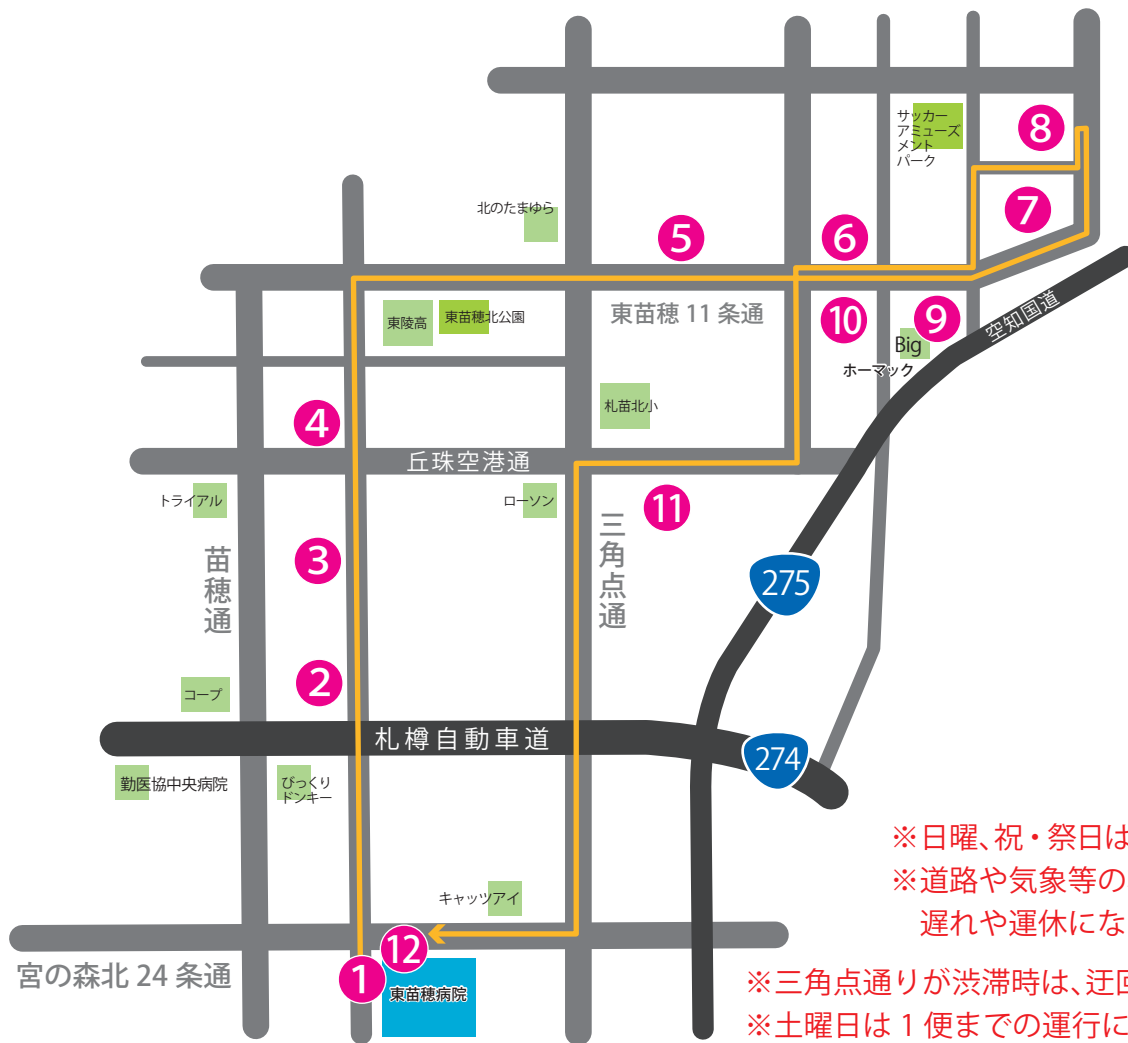 サッカー
アミューズ
メント
パーク
8
北のたまゆら
7
5
6
東陵高
東苗穂北公園
東苗穂 11 条通
10
9
Big
ホーマック
空知国道
4
札苗北小
丘珠空港通
トライアル
ローソン
11
苗穂通
3
三角点通
275
2
コープ
札樽自動車道
274
勤医協中央病院
びっくり
ドンキー
キャッツアイ
12
宮の森北 24 条通
1
東苗穂病院
※日曜、祝・祭日は
※道路や気象等の
遅れや運休にな
※三角点通りが渋滞時は、迂回
※土曜日は 1 便までの運行に